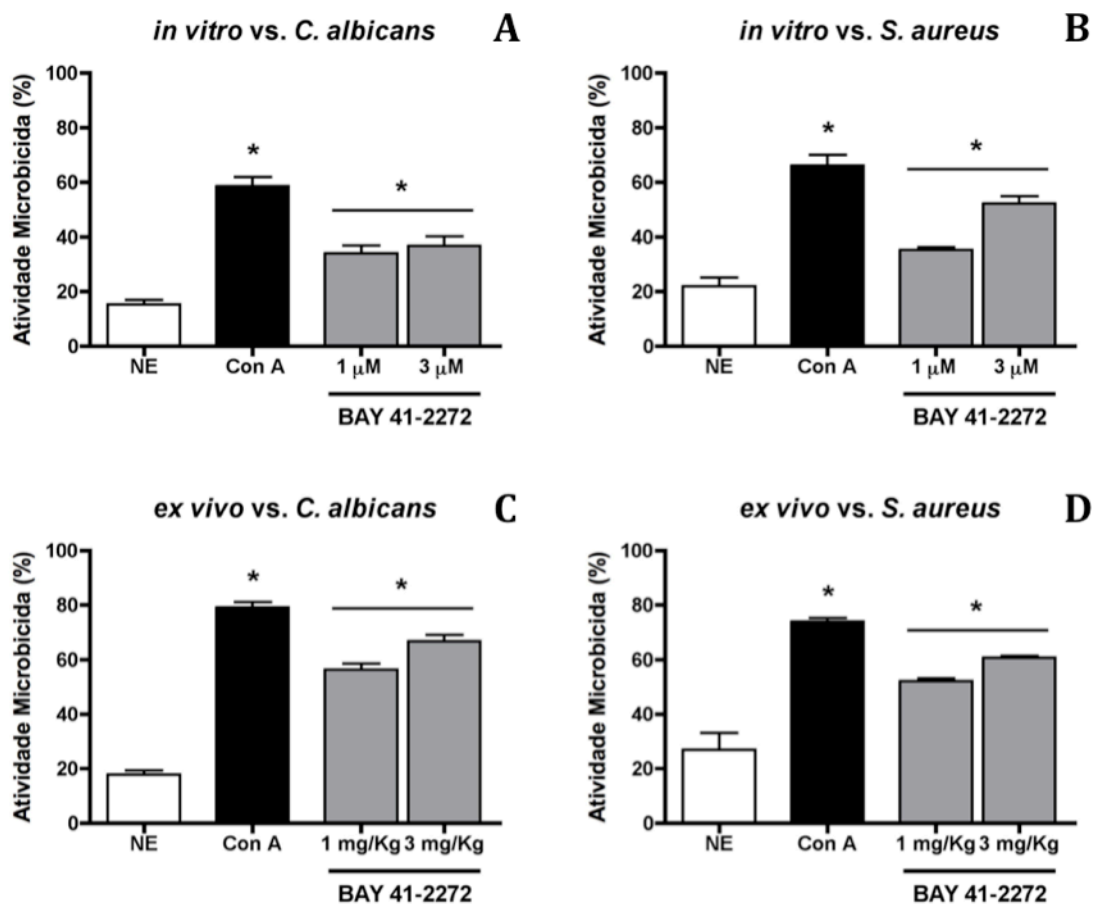 in vitro vs. C. albicans A
Atividade Microbicida (%)
100
80
60
40
20
0
* *
NE Con A 1 μM 3 μM
BAY 41-2272
in vitro vs. S. aureus B
Atividade Microbicida (%)
100
80
60
40
20
0
* *
NE Con A 1 μM 3 μM
BAY 41-2272
ex vivo vs. C. albicans C
Atividade Microbicida (%)
100
80
60
40
20
0
* *
NE Con A 1 mg/Kg 3 mg/Kg
BAY 41-2272
ex vivo vs. S. aureus D
Atividade Microbicida (%)
100
80
60
40
20
0
* *
NE Con A 1 mg/Kg 3 mg/Kg
BAY 41-2272